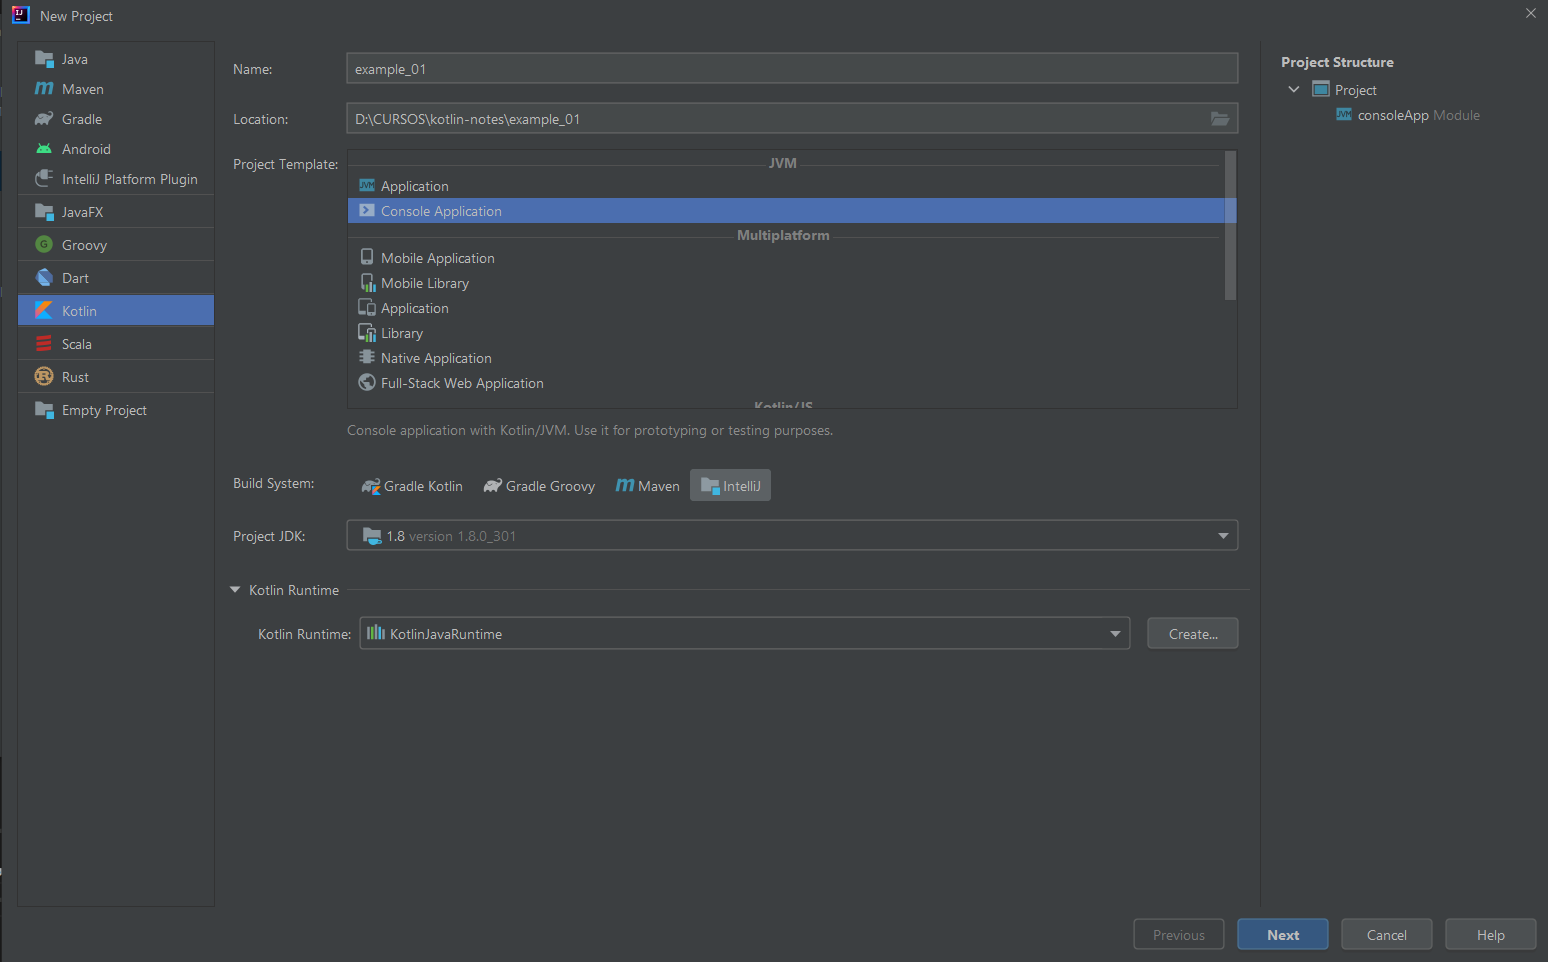 New Project
Java
Maven
Gradle
Android
IntelliJ Platform Plugin
JavaFX
Groovy
Dart
Kotlin
Scala
Rust
Empty Project
Name: example_01
Location: D:\CURSOS\kotlin-notes\example_01
Project Template:
JVM
Application
Console Application
Multiplatform
Mobile Application
Mobile Library
Application
Library
Native Application
Full-Stack Web Application
Kotlin/JS
Console application with Kotlin/JVM. Use it for prototyping or testing purposes.
Build System: Gradle Kotlin Gradle Groovy Maven IntelliJ
Project JDK: 1.8 version 1.8.0_301
Kotlin Runtime
Kotlin Runtime: KotlinJavaRuntime Create...
Project Structure
Project
consoleApp Module
Previous Next Cancel Help